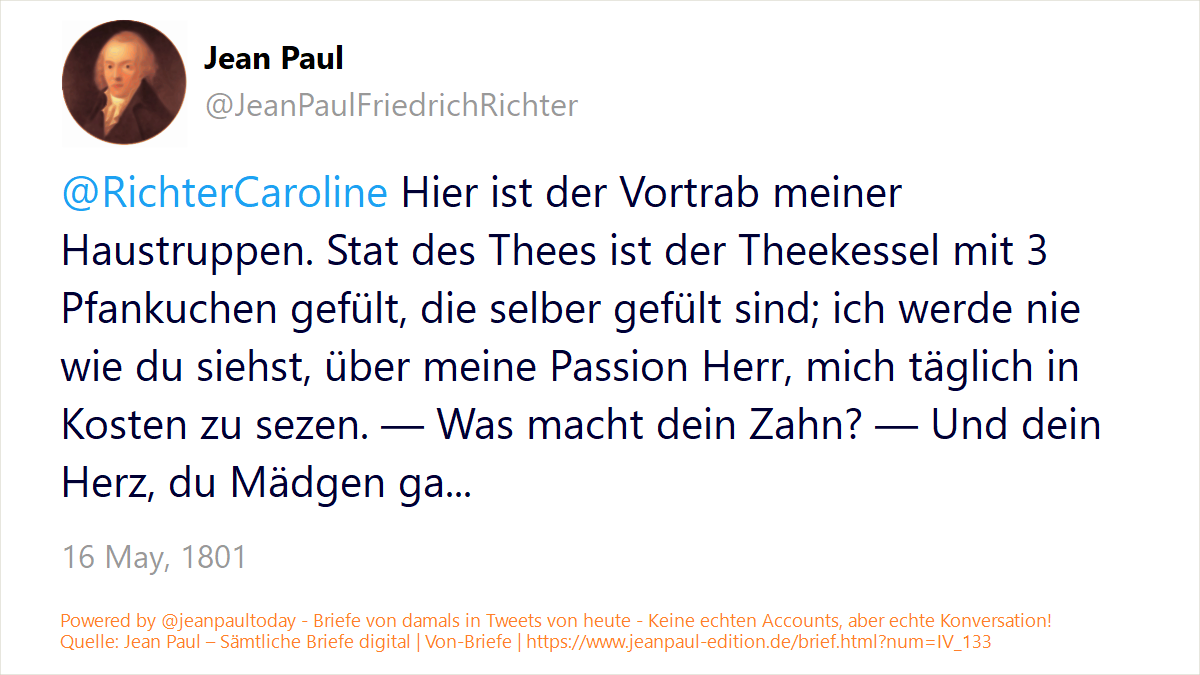 Jean Paul
@JeanPaulFriedrichRichter
@RichterCaroline Hier ist der Vortrab meiner
Haustruppen. Stat des Thees ist der Theekessel mit 3
Pfankuchen gefült, die selber gefült sind; ich werde nie
wie du siehst, über meine Passion Herr, mich täglich in
Kosten zu sezen. — Was macht dein Zahn? — Und dein
Herz, du Mädgen ga...
16 May, 1801
Powered by @jeanpaultoday - Briefe von damals in Tweets von heute - Keine echten Accounts, aber echte Konversation!
Quelle: Jean Paul – Sämtliche Briefe digital | Von-Briefe | https://www.jeanpaul-edition.de/brief.html?num=IV_133